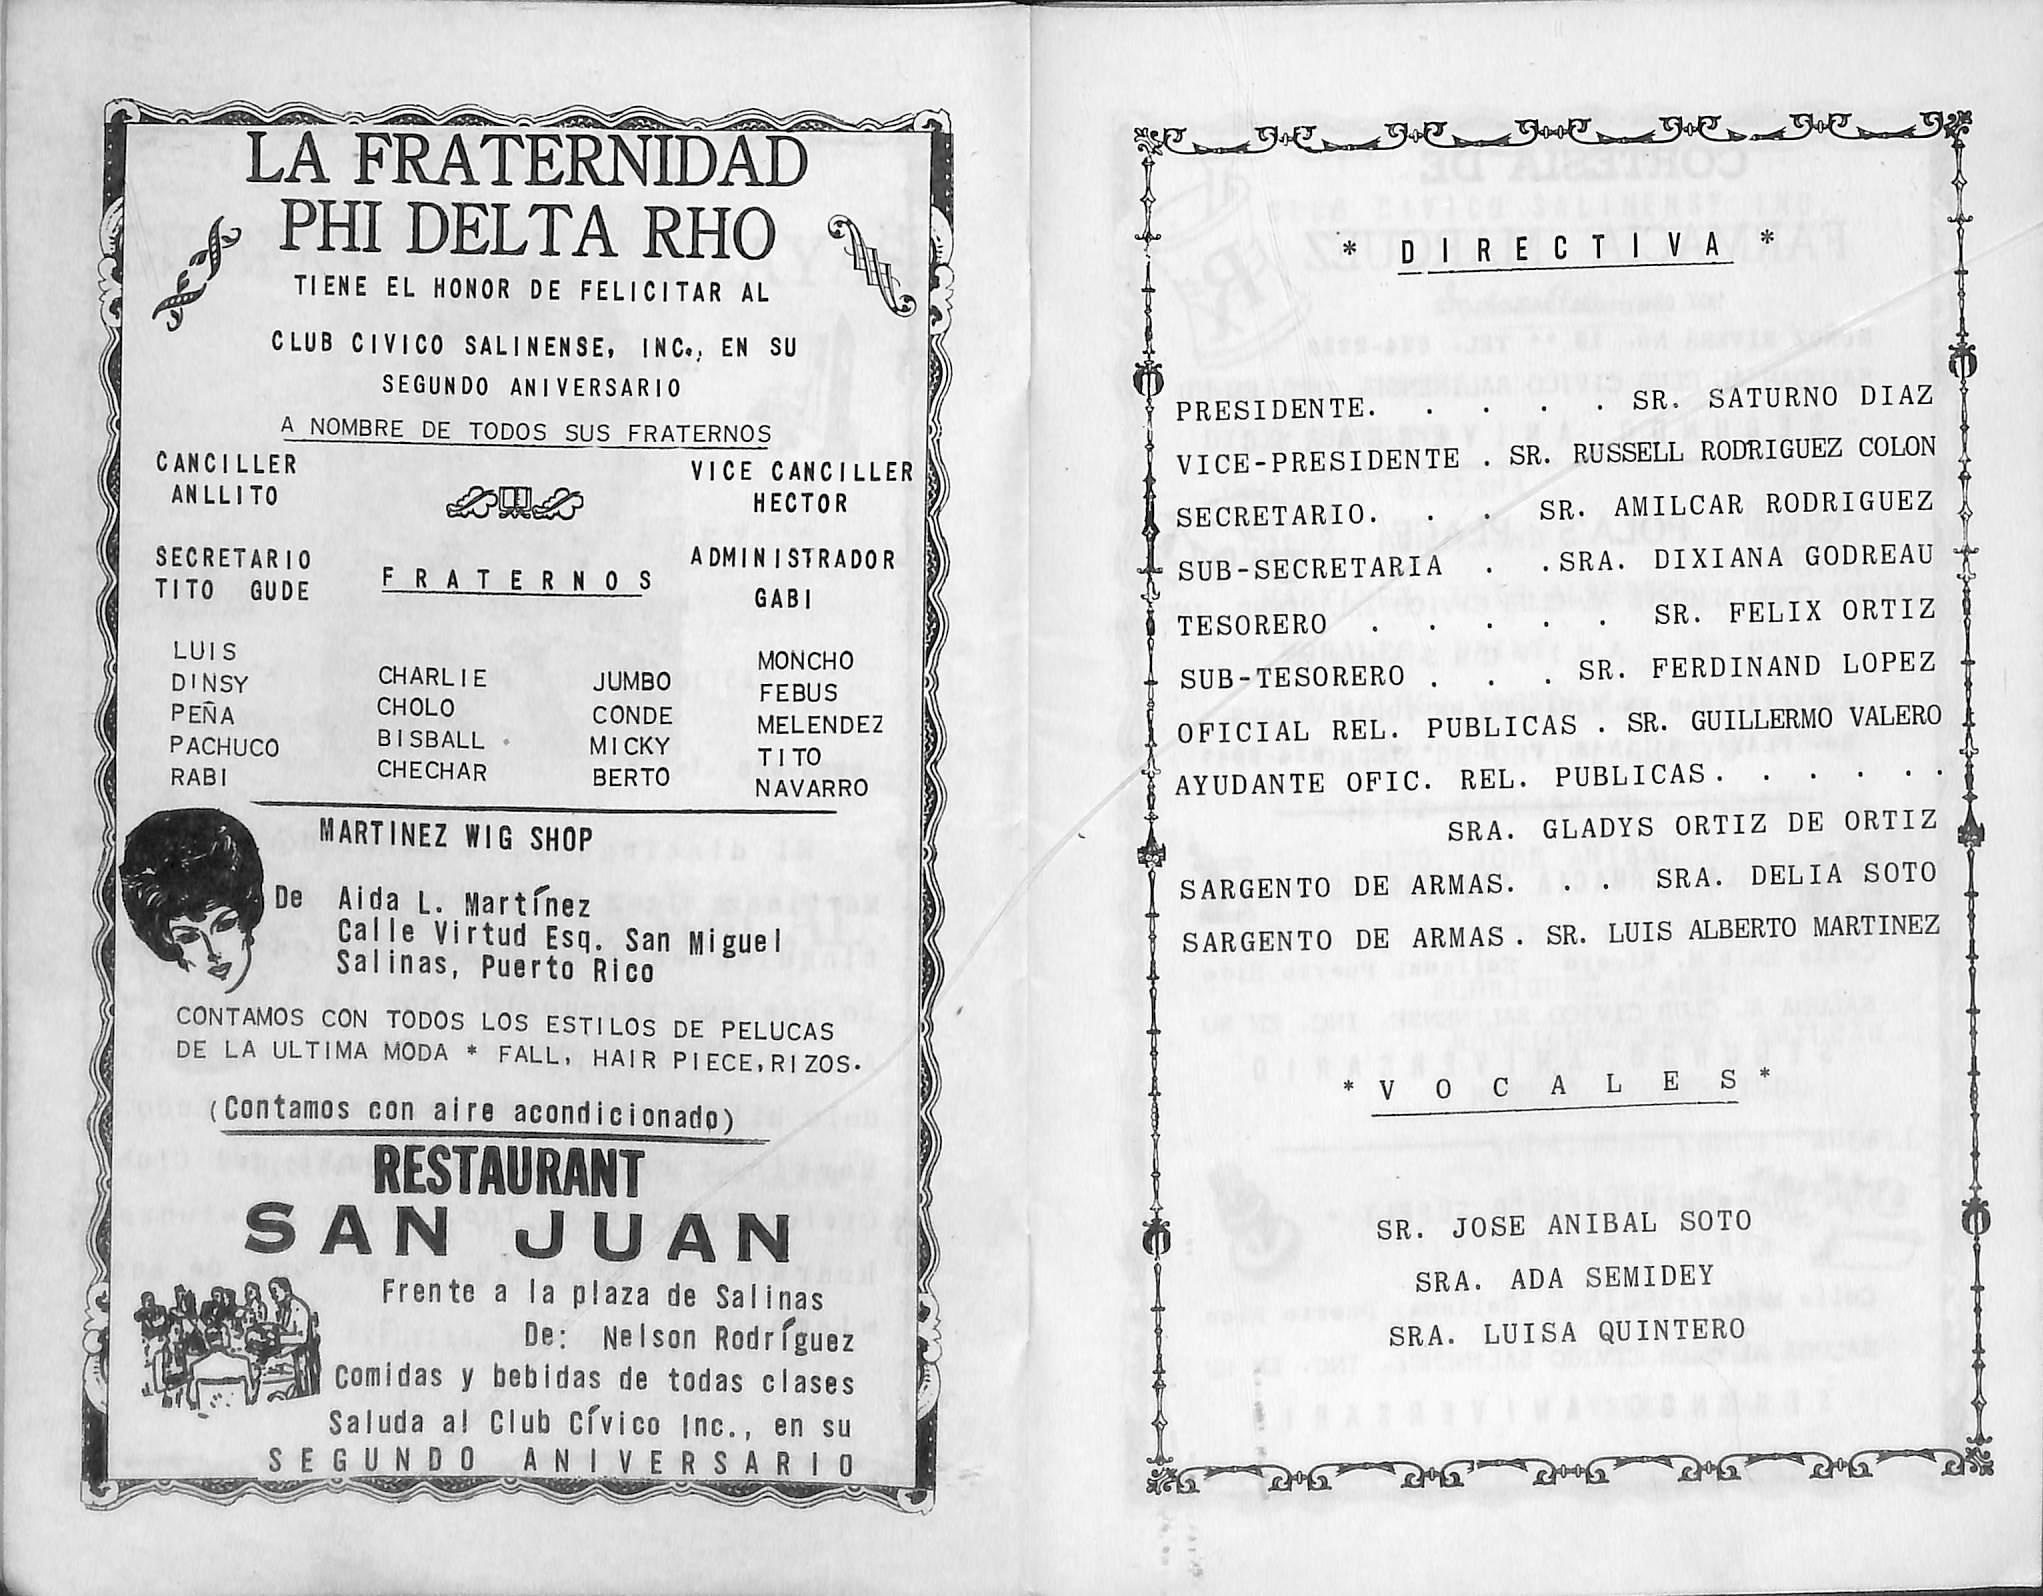 LA FRATERNIDAD
PHI DELTA RHO
TIENE EL HONOR DE FELICITAR AL
CLUB CIVICO SALINENSE, INC., EN SU
SEGUNDO ANIVERSARIO
A NOMBRE DE TODOS SUS FRATERNOS
CANCILLER
ANLLITO
VICE CANCILLER
HECTOR
SECRETARIO
TITO GUDE
FRATERNOS
ADMINISTRADOR
GABI
LUIS
DINSY
PEÑA
PACHUCO
RABI
CHARLIE
CHOLO
BISBALL
CHECHAR
JUMBO
CONDE
MICKY
BERTO
MONCHO
FEBUS
MELENDEZ
TITO
NAVARRO
MARTINEZ WIG SHOP
De Aida L. Martínez
Calle Virtud Esq. San Miguel
Salinas, Puerto Rico
CONTAMOS CON TODOS LOS ESTILOS DE PELUCAS
DE LA ULTIMA MODA * FALL, HAIR PIECE, RIZOS.
(Contamos con aire acondicionado)
RESTAURANT
SAN JUAN
Frente a la plaza de Salinas
De: Nelson Rodríguez
Comidas y bebidas de todas clases
Saluda al Club Cívico Inc., en su
SEGUNDO ANIVERSARIO
* DIRECTIVA *
PRESIDENTE. . . . . . SR. SATURNO DIAZ
VICE-PRESIDENTE . SR. RUSSELL RODRIGUEZ COLON
SECRETARIO. . . . SR. AMILCAR RODRIGUEZ
SUB-SECRETARIA . . SRA. DIXIANA GODREAU
TESORERO . . . . . SR. FELIX ORTIZ
SUB-TESORERO . . . SR. FERDINAND LOPEZ
OFICIAL REL. PUBLICAS . SR. GUILLERMO VALERO
AYUDANTE OFIC. REL. PUBLICAS. . . . . .
SRA. GLADYS ORTIZ DE ORTIZ
SARGENTO DE ARMAS. . . SRA. DELIA SOTO
SARGENTO DE ARMAS. SR. LUIS ALBERTO MARTINEZ
* VOCALES *
SR. JOSE ANIBAL SOTO
SRA. ADA SEMIDEY
SRA. LUISA QUINTERO